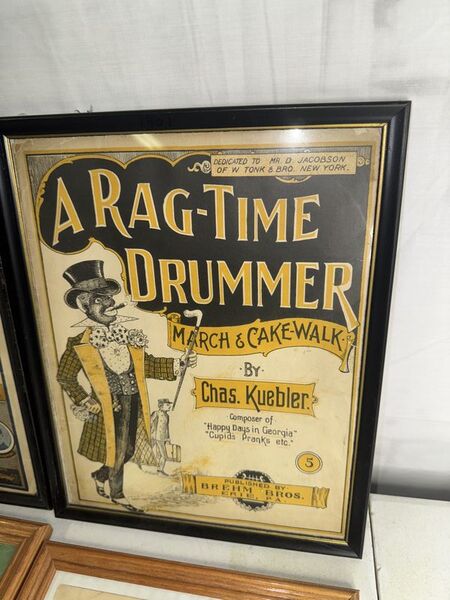 DEDICATED TO MR. D. JACOBSON
OF W. TONK & BRO. NEW YORK.
A RAG-TIME
DRUMMER
MARCH & CAKE-WALK
BY
Chas. Kuebler.
Composer of
"Happy Days in Georgia"
"Cupids Pranks etc."
5
PUBLISHED BY
BREHM BROS.
ERIE, PA.